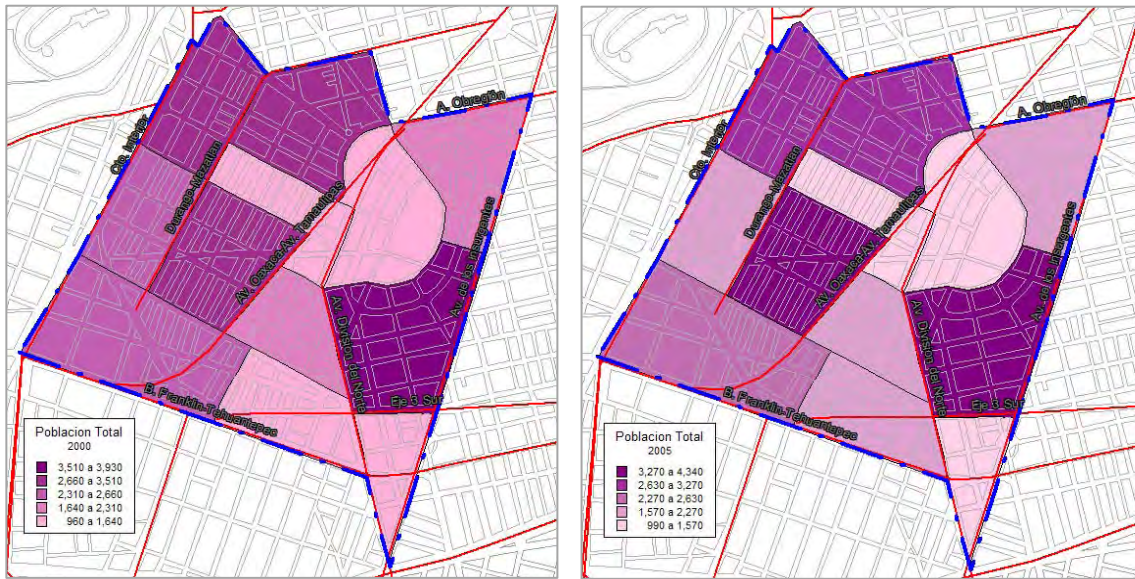 A. Obregón
Cto. Interior
Durango-Mazatlan
Av. Oaxaca-Av. Tamaulipas
Av. de los Insurgentes
Av. Division del Norte
B. Franklin-Tehuantepec
Eje 3 Sur
Poblacion Total
2000
3,510 a 3,930
2,660 a 3,510
2,310 a 2,660
1,640 a 2,310
960 a 1,640
A. Obregón
Cto. Interior
Durango-Mazatlan
Av. Oaxaca-Av. Tamaulipas
Av. de los Insurgentes
Av. Division del Norte
B. Franklin-Tehuantepec
Eje 3 Sur
Poblacion Total
2005
3,270 a 4,340
2,630 a 3,270
2,270 a 2,630
1,570 a 2,270
990 a 1,570